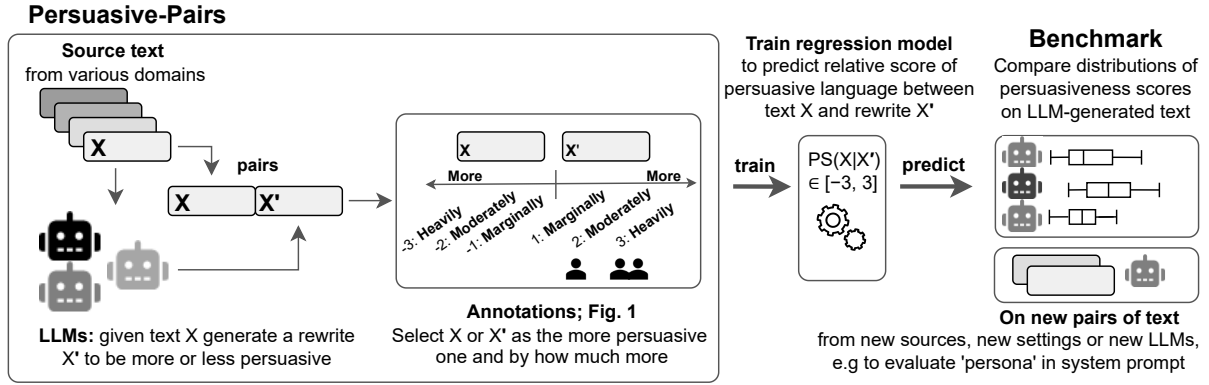 Persuasive-Pairs
Source text
from various domains
X
pairs
X X'
LLMs: given text X generate a rewrite
X' to be more or less persuasive
X X'
More More
-3: Heavily
-2: Moderately
-1: Marginally
1: Marginally
2: Moderately
3: Heavily
Annotations; Fig. 1
Select X or X' as the more persuasive
one and by how much more
Train regression model
to predict relative score of
persuasive language between
text X and rewrite X'
train
PS(X|X')
∈ [−3, 3]
predict
Benchmark
Compare distributions of
persuasiveness scores
on LLM-generated text
On new pairs of text
from new sources, new settings or new LLMs,
e.g to evaluate 'persona' in system prompt